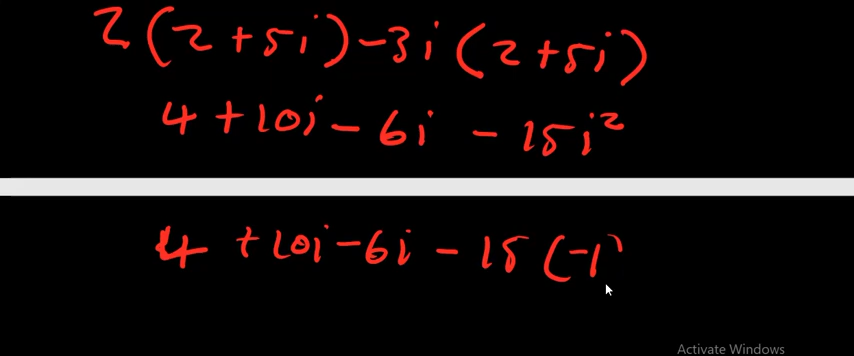 2(2+5i)-3i(2+5i)
4+10i-6i-15i²
4+10i-6i-15(-1)
Activate Windows